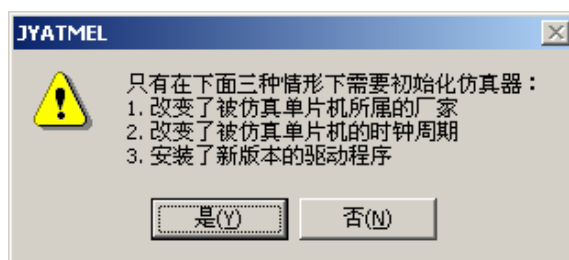 JYATMEL
只有在下面三种情形下需要初始化仿真器：
1. 改变了被仿真单片机所属的厂家
2. 改变了被仿真单片机的时钟周期
3. 安装了新版本的驱动程序
是(Y) 否(N)